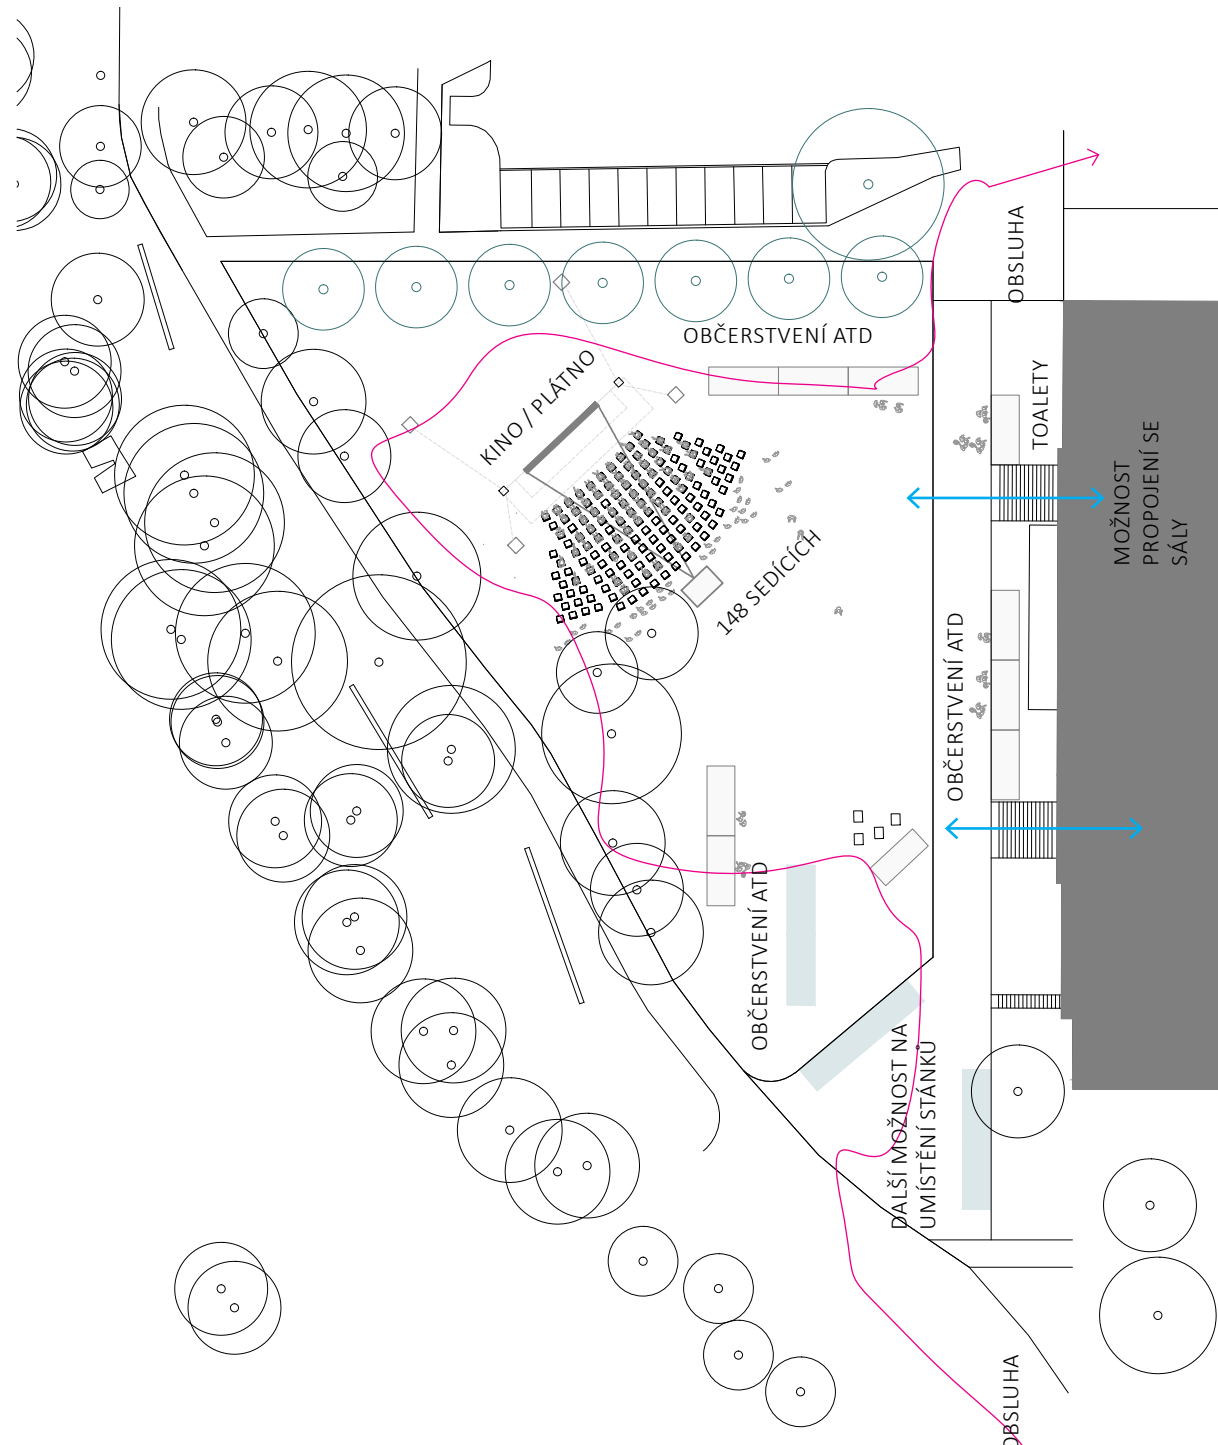 OBSLUHA
OBČERSTVENÍ ATD
KINO / PLÁTNO
TOALETY
MOŽNOST
PROPOJENÍ SE
SÁLY
148 SEDÍCÍCH
OBČERSTVENÍ ATD
OBČERSTVENÍ ATD
DALŠÍ MOŽNOST NA
UMÍSTĚNÍ STÁNKŮ
OBSLUHA